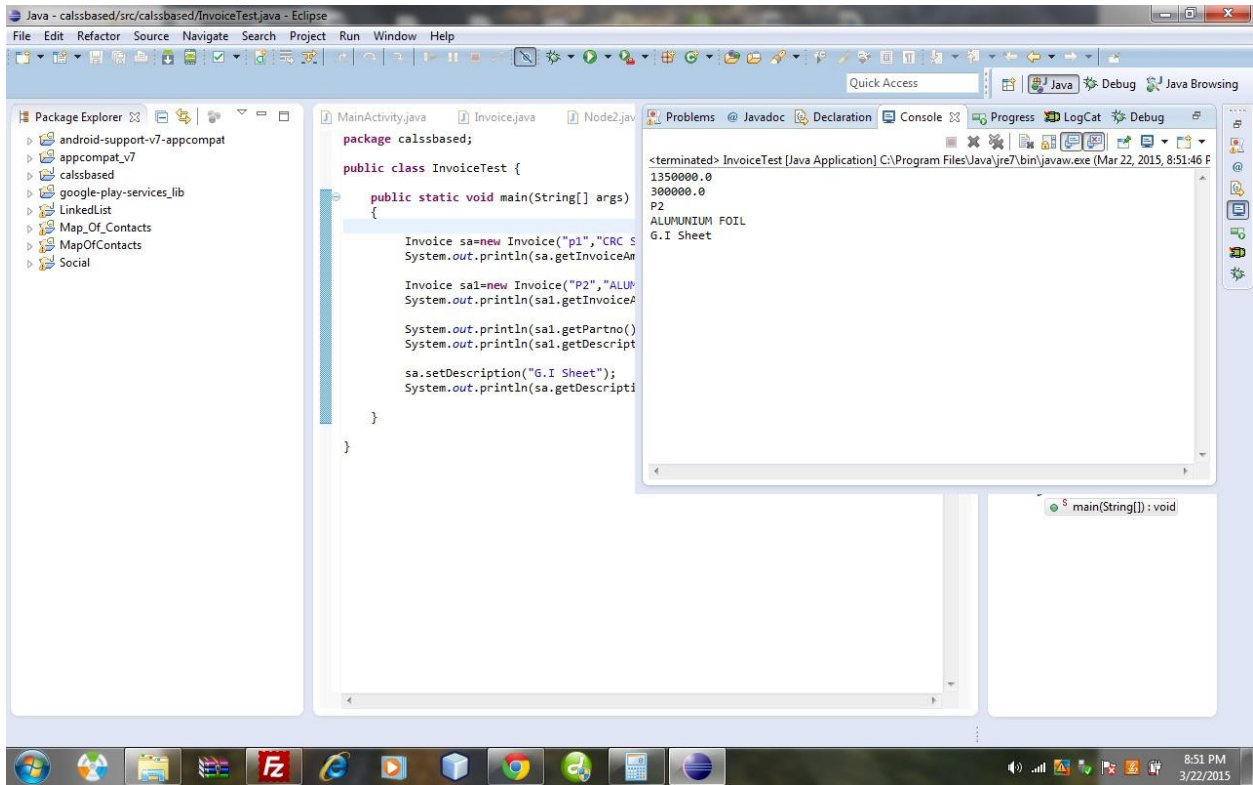 Java - calssbased/src/calssbased/InvoiceTest.java - Eclipse
File Edit Refactor Source Navigate Search Project Run Window Help
Quick Access
Java Debug Java Browsing
Package Explorer
android-support-v7-appcompat
appcompat_v7
calssbased
google-play-services_lib
LinkedList
Map_Of_Contacts
MapOfContacts
Social
MainActivity.java Invoice.java Node2.jav
package calssbased;
public class InvoiceTest {
public static void main(String[] args)
{
Invoice sa=new Invoice("p1","CRC S
System.out.println(sa.getInvoiceAm
Invoice sa1=new Invoice("P2","ALUM
System.out.println(sa1.getInvoiceA
System.out.println(sa1.getPartno()
System.out.println(sa1.getDescript
sa.setDescription("G.I Sheet");
System.out.println(sa.getDescripti
}
}
Problems @ Javadoc Declaration Console Progress LogCat Debug
<terminated> InvoiceTest [Java Application] C:\Program Files\Java\jre7\bin\javaw.exe (Mar 22, 2015, 8:51:46 P
1350000.0
300000.0
P2
ALUMUNIUM FOIL
G.I Sheet
main(String[]) : void
8:51 PM
3/22/2015